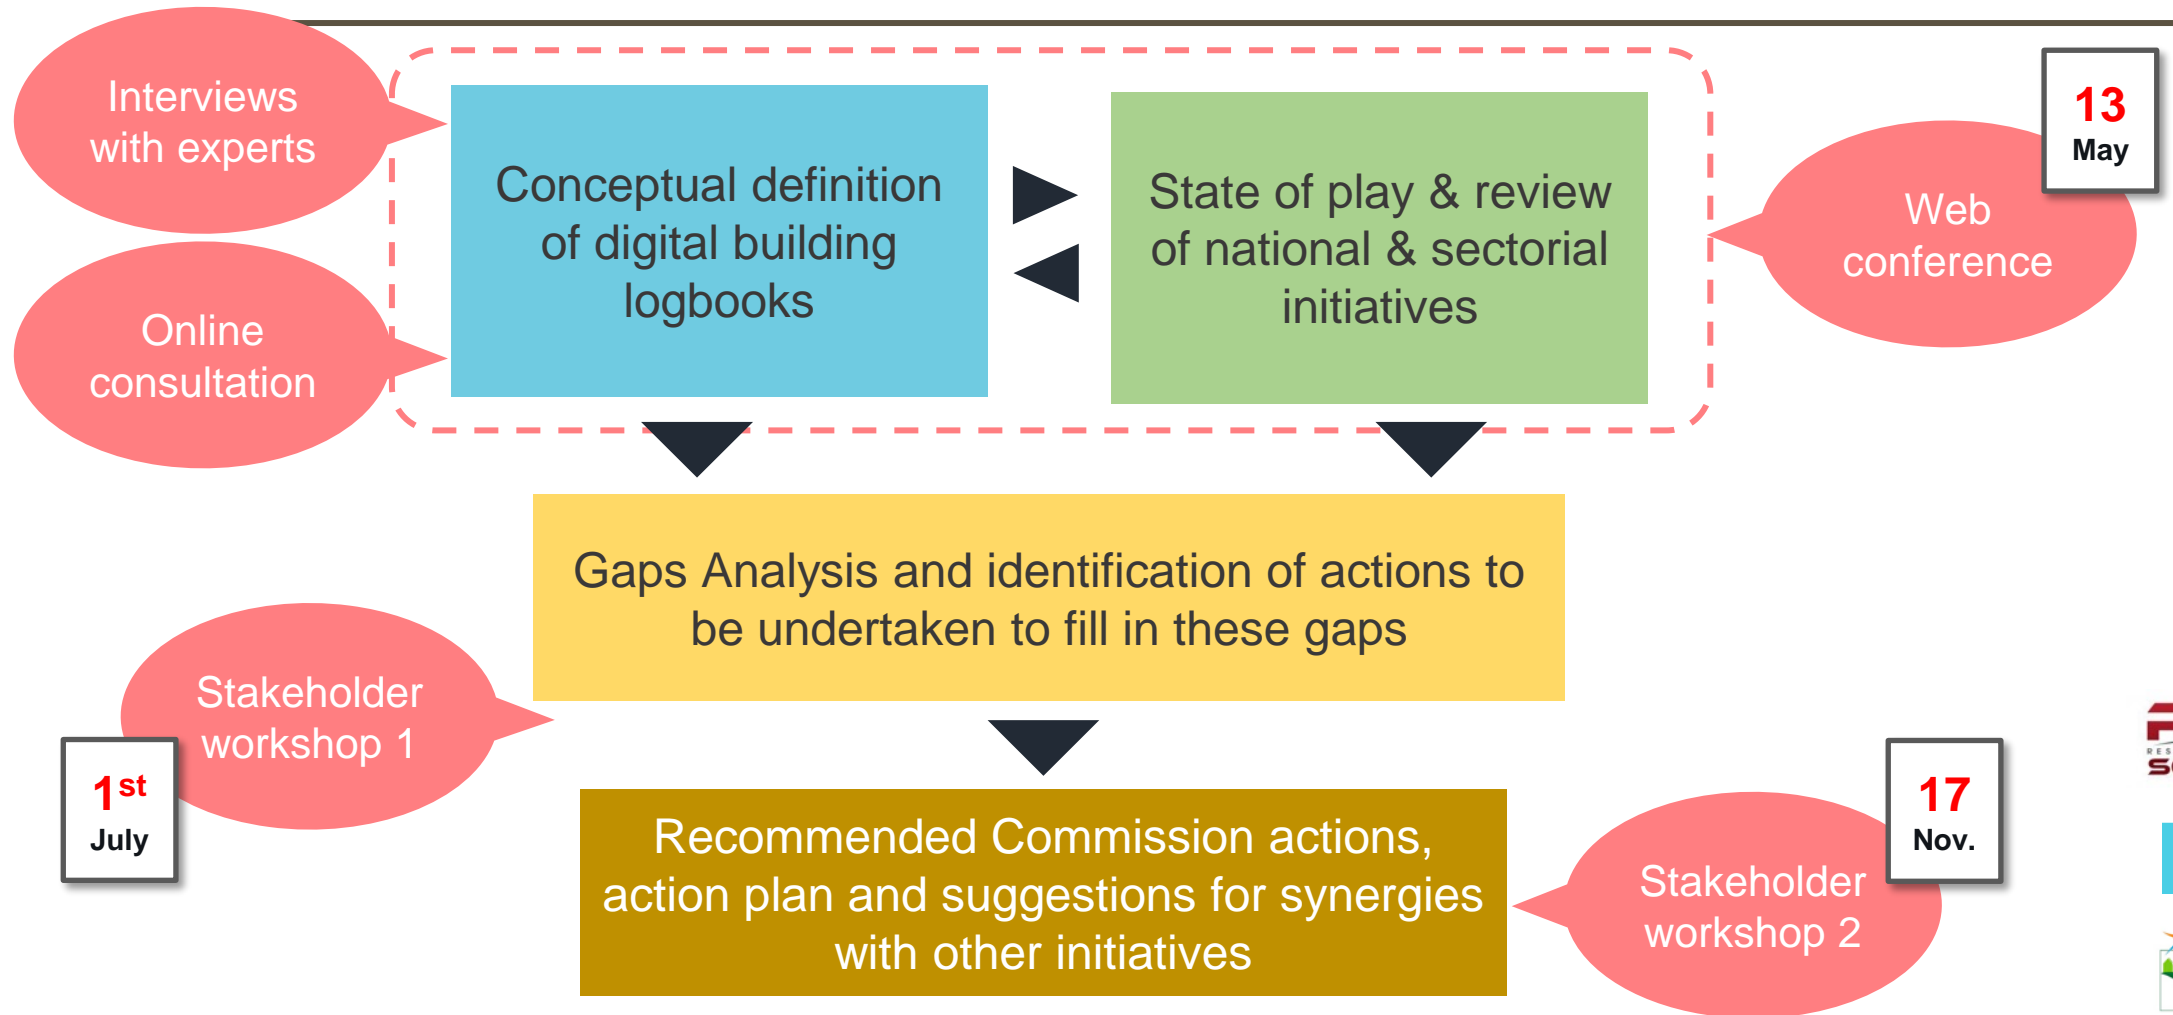 Interviews
with experts
Conceptual definition
of digital building
logbooks
State of play & review
of national & sectorial
initiatives
13
May
Web
conference
Online
consultation
Gaps Analysis and identification of actions to
be undertaken to fill in these gaps
Stakeholder
workshop 1
1st
July
Recommended Commission actions,
action plan and suggestions for synergies
with other initiatives
17
Nov.
Stakeholder
workshop 2